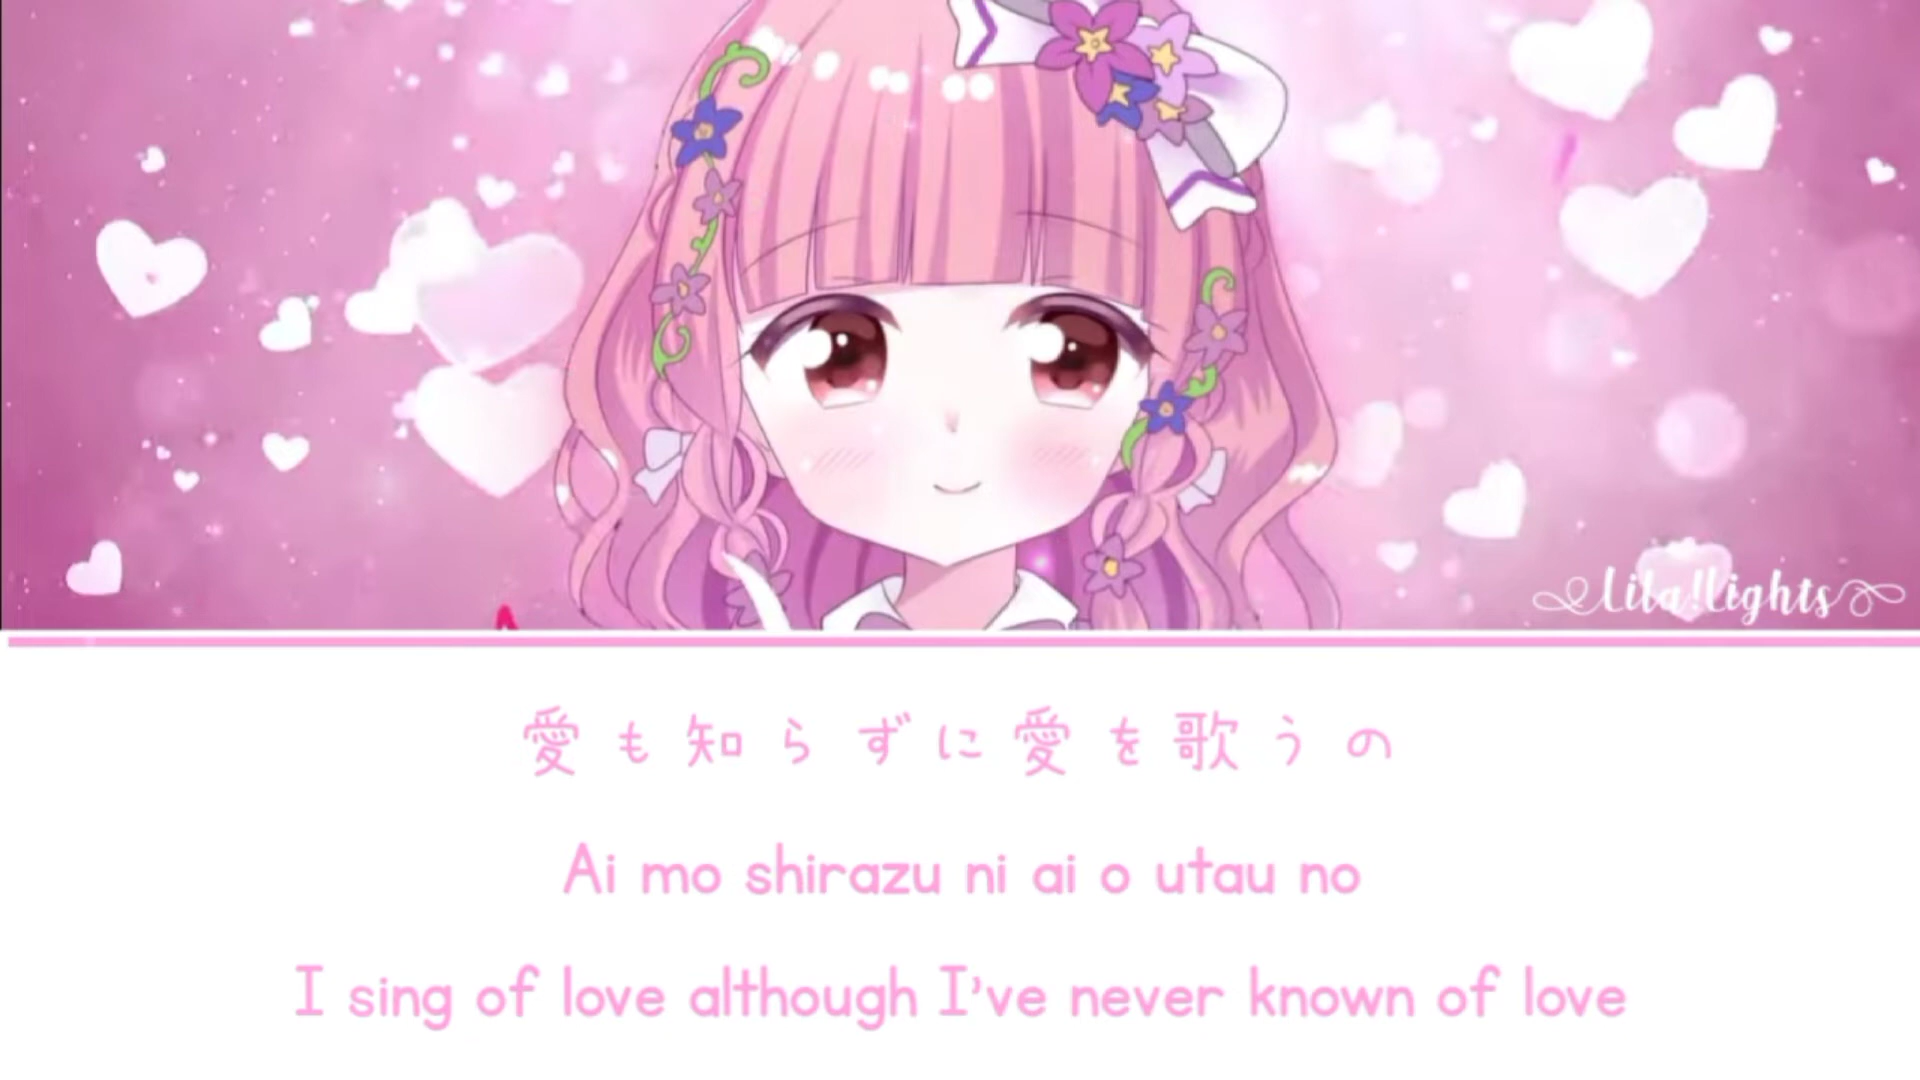 Lila!Lights
愛も知らずに愛を歌うの
Ai mo shirazu ni ai o utau no
I sing of love although I've never known of love